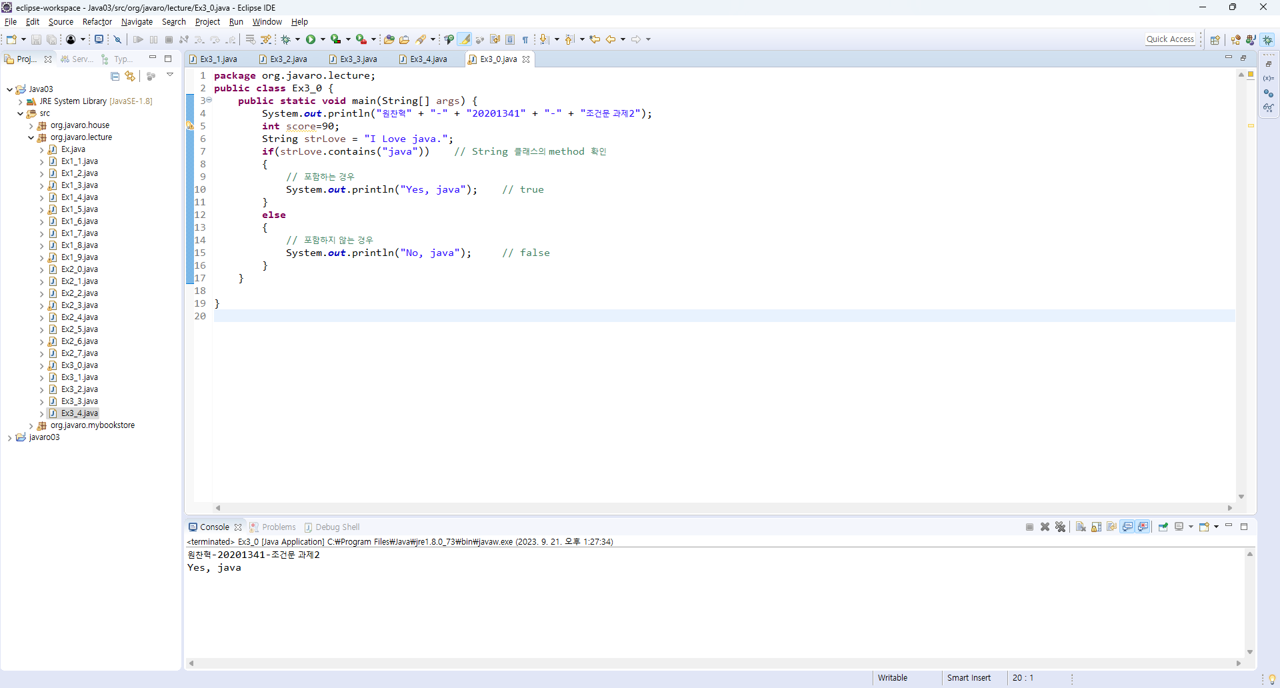 eclipse-workspace - Java03/src/org/javaro/lecture/Ex3_0.java - Eclipse IDE
File Edit Source Refactor Navigate Search Project Run Window Help
Quick Access
Proj... Serv... Typ...
Java03
JRE System Library [JavaSE-1.8]
src
org.javaro.house
org.javaro.lecture
Ex.java
Ex1_1.java
Ex1_2.java
Ex1_3.java
Ex1_4.java
Ex1_5.java
Ex1_6.java
Ex1_7.java
Ex1_8.java
Ex1_9.java
Ex2_0.java
Ex2_1.java
Ex2_2.java
Ex2_3.java
Ex2_4.java
Ex2_5.java
Ex2_6.java
Ex2_7.java
Ex3_0.java
Ex3_1.java
Ex3_2.java
Ex3_3.java
Ex3_4.java
org.javaro.mybookstore
javaro03
Ex3_1.java Ex3_2.java Ex3_3.java Ex3_4.java Ex3_0.java
1 package org.javaro.lecture;
2 public class Ex3_0 {
3 public static void main(String[] args) {
4 System.out.println("원찬혁" + "-" + "20201341" + "-" + "조건문 과제2");
5 int score=90;
6 String strLove = "I Love java.";
7 if(strLove.contains("java")) // String 클래스의 method 확인
8 {
9 // 포함하는 경우
10 System.out.println("Yes, java"); // true
11 }
12 else
13 {
14 // 포함하지 않는 경우
15 System.out.println("No, java"); // false
16 }
17 }
18
19 }
20
Console Problems Debug Shell
<terminated> Ex3_0 [Java Application] C:₩Program Files₩Java₩jre1.8.0_73₩bin₩javaw.exe (2023. 9. 21. 오후 1:27:34)
원찬혁-20201341-조건문 과제2
Yes, java
Writable Smart Insert 20 : 1